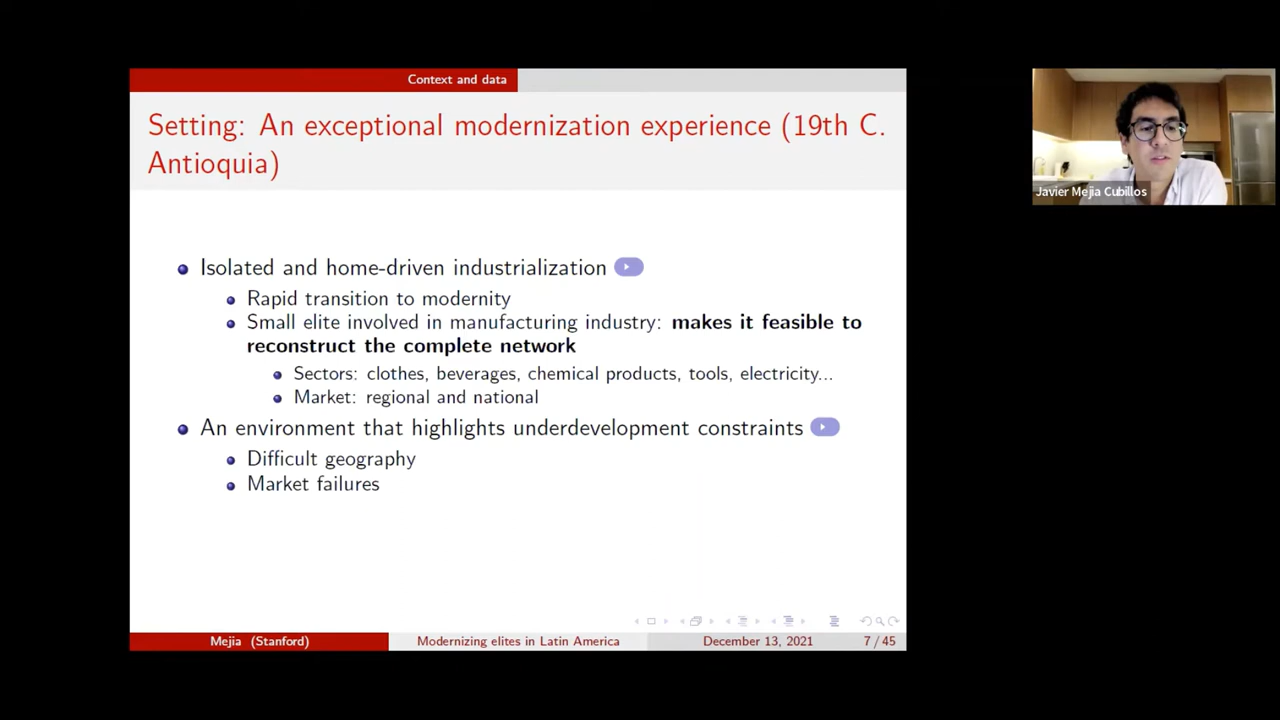 Context and data
Setting: An exceptional modernization experience (19th C.
Antioquia)
Javier Mejia Cubillos
Isolated and home-driven industrialization
Rapid transition to modernity
Small elite involved in manufacturing industry: makes it feasible to
reconstruct the complete network
Sectors: clothes, beverages, chemical products, tools, electricity...
Market: regional and national
An environment that highlights underdevelopment constraints
Difficult geography
Market failures
Mejia (Stanford) Modernizing elites in Latin America December 13, 2021 7 / 45